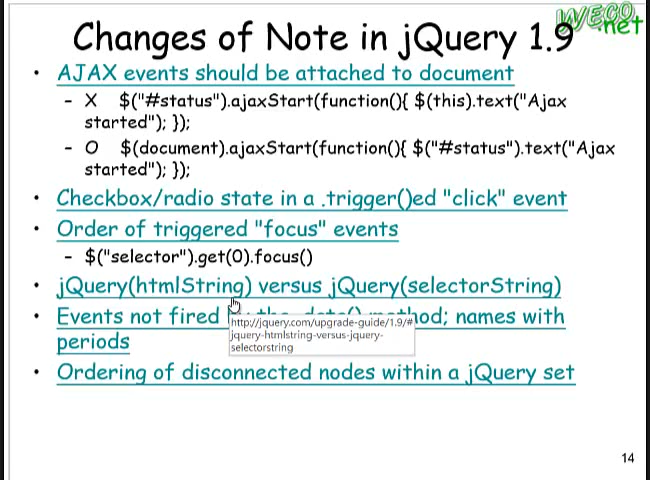 WECO.net
Changes of Note in jQuery 1.9
• AJAX events should be attached to document
– X $("#status").ajaxStart(function(){ $(this).text("Ajax
started"); });
– O $(document).ajaxStart(function(){ $("#status").text("Ajax
started"); });
• Checkbox/radio state in a .trigger()ed "click" event
• Order of triggered "focus" events
– $("selector").get(0).focus()
• jQuery(htmlString) versus jQuery(selectorString)
• Events not fired by the .data() method; names with
periods
http://jquery.com/upgrade-guide/1.9/#
jquery-htmlstring-versus-jquery-
selectorstring
• Ordering of disconnected nodes within a jQuery set
14